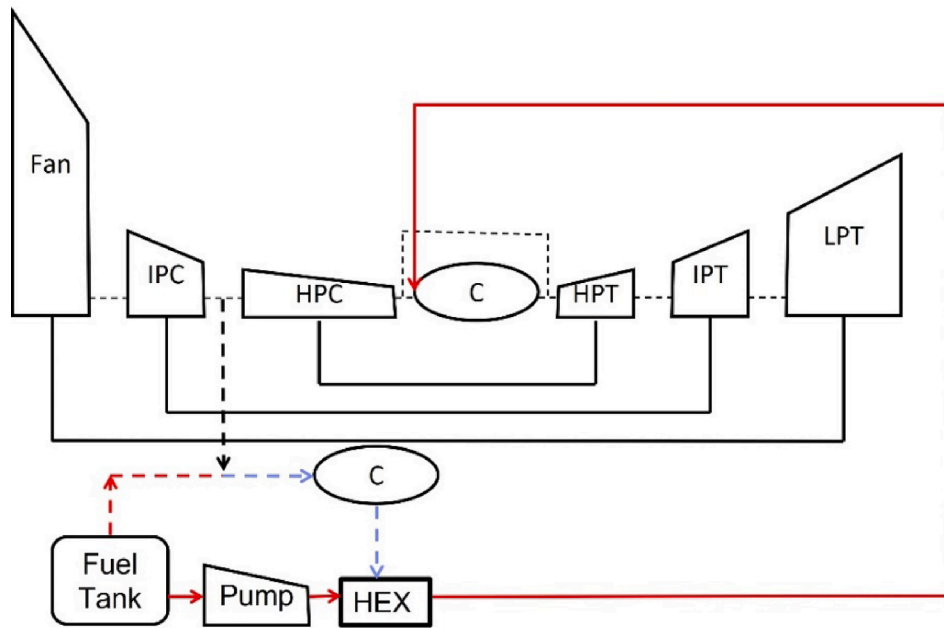 Fan
IPC
HPC
C
HPT
IPT
LPT
C
Fuel
Tank
Pump
HEX